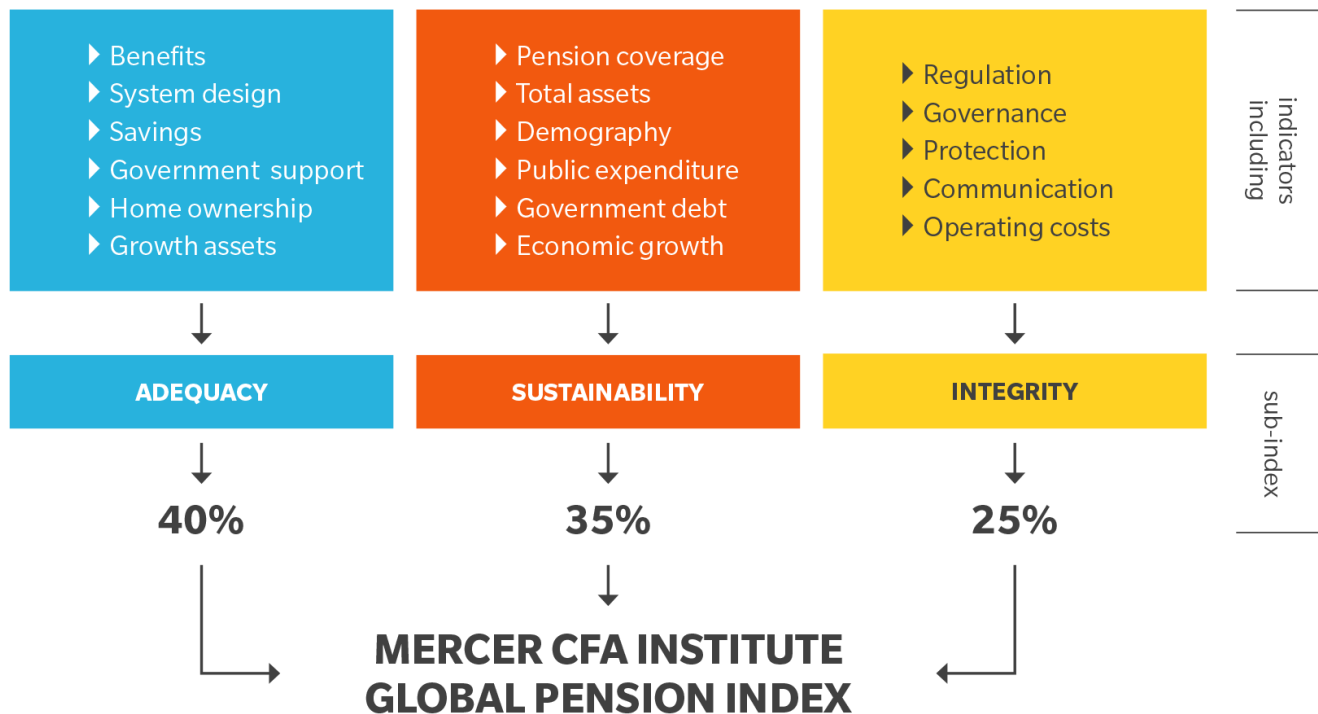 Benefits
System design
Savings
Government support
Home ownership
Growth assets
Pension coverage
Total assets
Demography
Public expenditure
Government debt
Economic growth
Regulation
Governance
Protection
Communication
Operating costs
indicators
including
ADEQUACY
SUSTAINABILITY
INTEGRITY
sub-index
40%
35%
25%
MERCER CFA INSTITUTE
GLOBAL PENSION INDEX